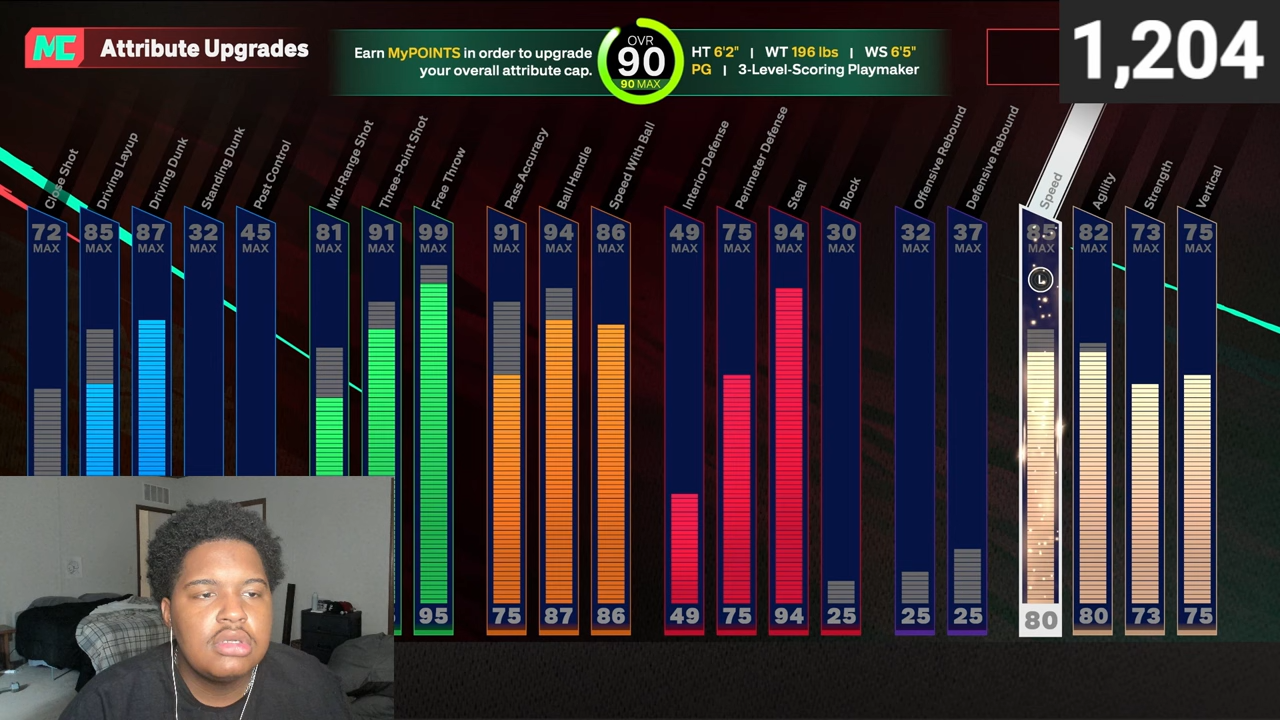 MC Attribute Upgrades
Earn MyPOINTS in order to upgrade
your overall attribute cap.
OVR
90
90 MAX
HT 6'2" | WT 196 lbs | WS 6'5"
PG | 3-Level-Scoring Playmaker
1,204
Close Shot
Driving Layup
Driving Dunk
Standing Dunk
Post Control
Mid-Range Shot
Three-Point Shot
Free Throw
Pass Accuracy
Ball Handle
Speed With Ball
Interior Defense
Perimeter Defense
Steal
Block
Offensive Rebound
Defensive Rebound
Speed
Agility
Strength
Vertical
72 85 87 32 45 81 91 99 91 94 86 49 75 94 30 32 37 85 82 73 75
MAX MAX MAX MAX MAX MAX MAX MAX MAX MAX MAX MAX MAX MAX MAX MAX MAX MAX MAX MAX MAX
L
95 75 87 86 49 75 94 25 25 25 80 80 73 75